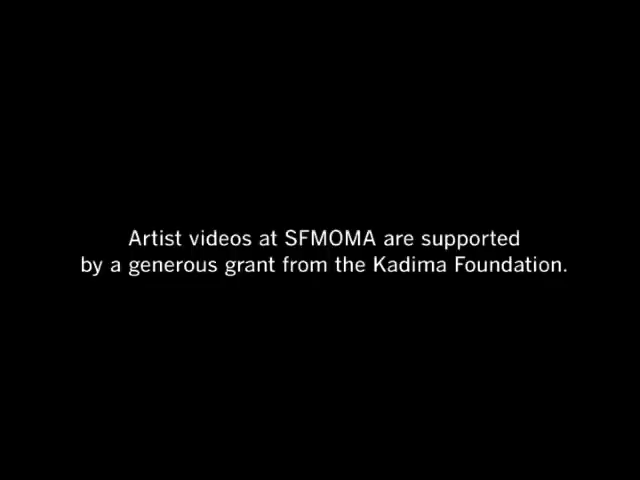 Artist videos at SFMOMA are supported
by a generous grant from the Kadima Foundation.